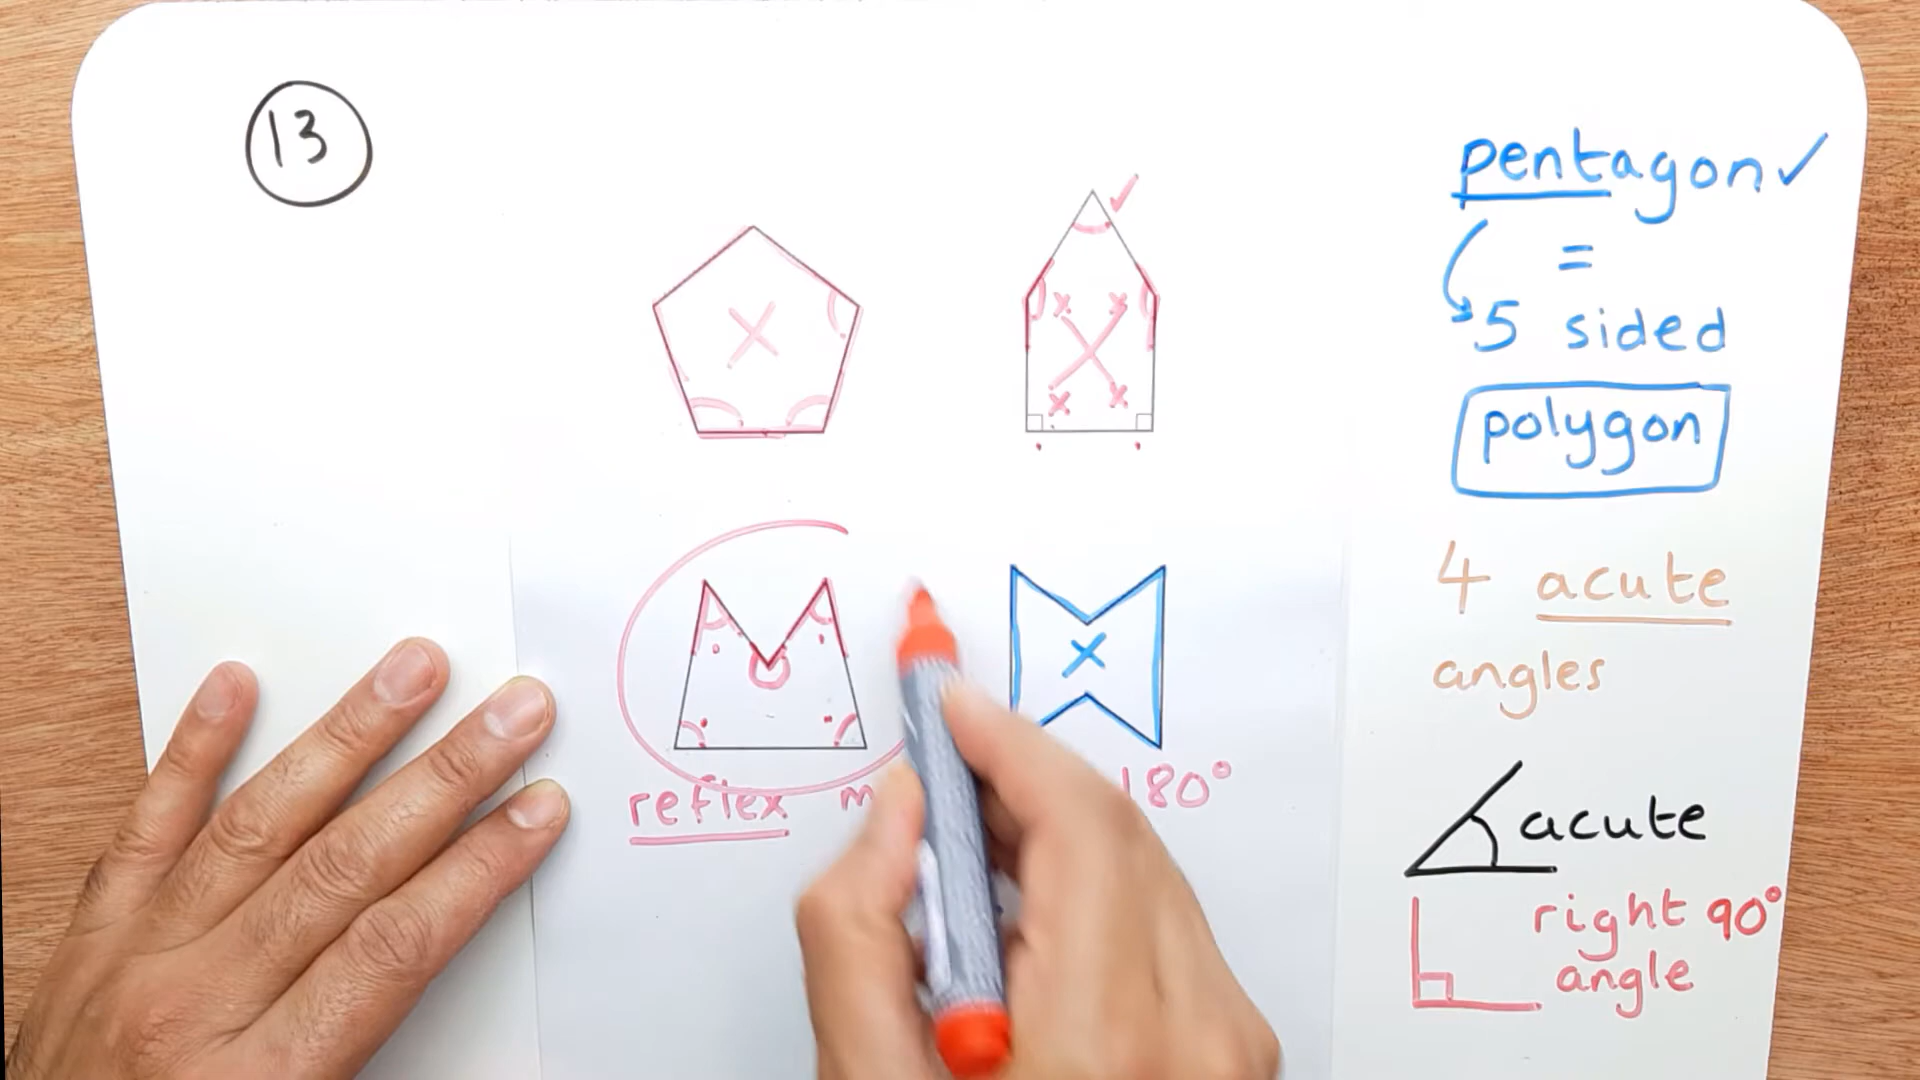 13
pentagon ✓
=
5 sided
polygon
4 acute
angles
reflex
180°
acute
right 90°
angle